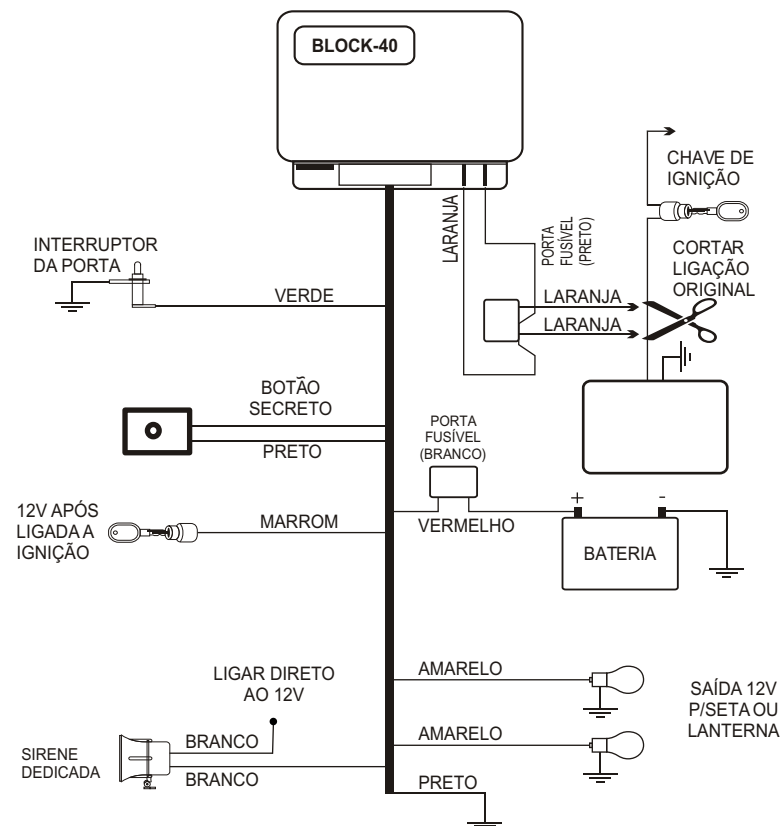 BLOCK-40
CHAVE DE
IGNIÇÃO
LARANJA
PORTA
FUSÍVEL
(PRETO)
INTERRUPTOR
DA PORTA
CORTAR
LIGAÇÃO
ORIGINAL
VERDE
LARANJA
LARANJA
BOTÃO
SECRETO
PRETO
PORTA
FUSÍVEL
(BRANCO)
12V APÓS
LIGADA A
IGNIÇÃO
MARROM
VERMELHO
+ -
BATERIA
LIGAR DIRETO
AO 12V
AMARELO
SAÍDA 12V
P/SETA OU
LANTERNA
SIRENE
DEDICADA
BRANCO
BRANCO
AMARELO
PRETO